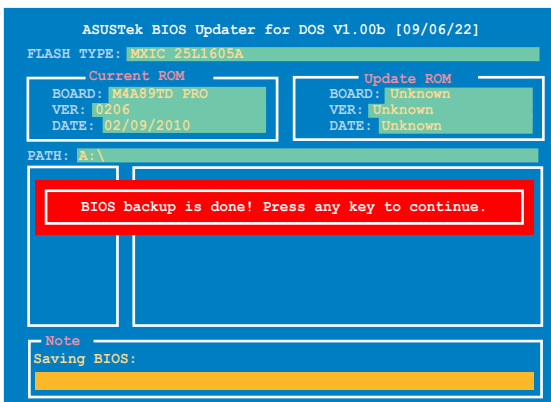 ASUSTek BIOS Updater for DOS V1.00b [09/06/22]
FLASH TYPE: MXIC 25L1605A
Current ROM
BOARD: M4A89TD PRO
VER: 0206
DATE: 02/09/2010
Update ROM
BOARD: Unknown
VER: Unknown
DATE: Unknown
PATH: A:\
BIOS backup is done! Press any key to continue.
Note
Saving BIOS: